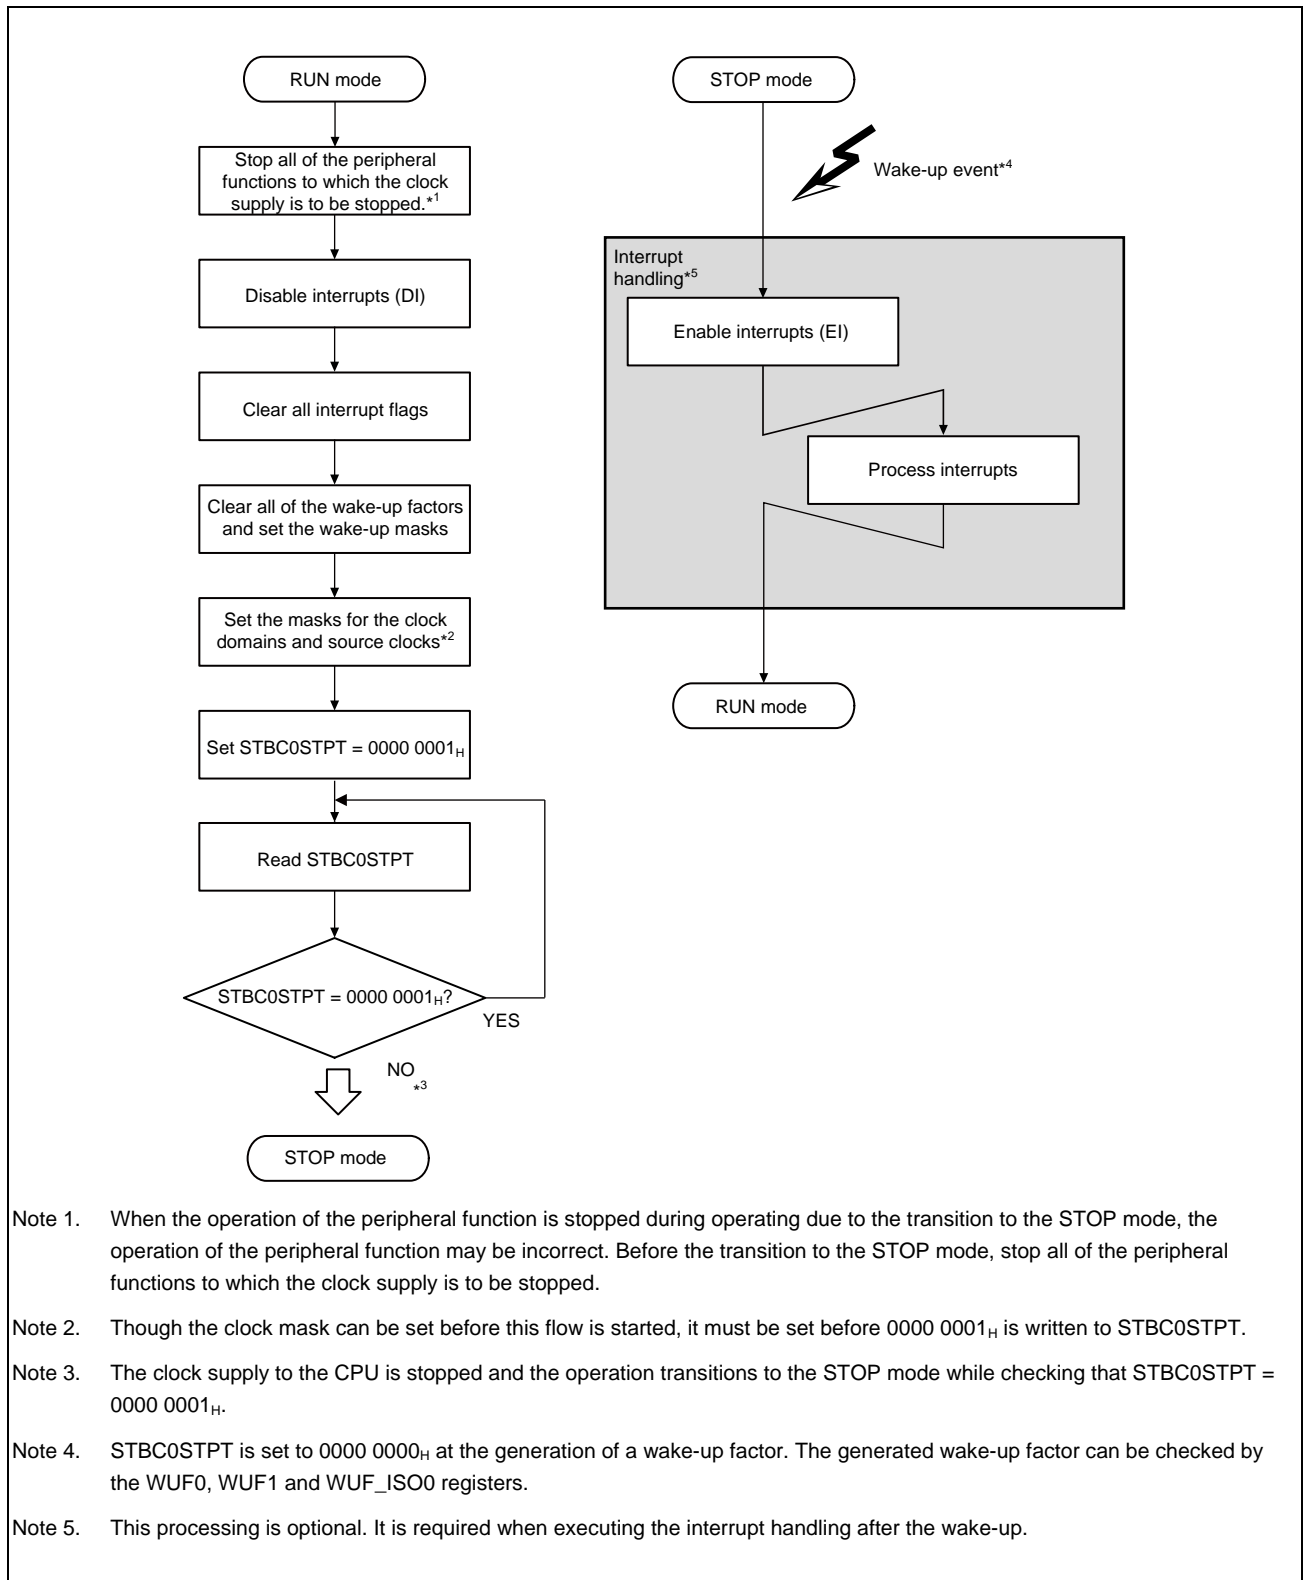 RUN mode
Stop all of the peripheral
functions to which the clock
supply is to be stopped.*1
Disable interrupts (DI)
Clear all interrupt flags
Clear all of the wake-up factors
and set the wake-up masks
Set the masks for the clock
domains and source clocks*2
Set STBC0STPT = 0000 0001H
Read STBC0STPT
STBC0STPT = 0000 0001H?
YES
NO
*3
STOP mode
STOP mode
Wake-up event*4
Interrupt
handling*5
Enable interrupts (EI)
Process interrupts
RUN mode
Note 1. When the operation of the peripheral function is stopped during operating due to the transition to the STOP mode, the
operation of the peripheral function may be incorrect. Before the transition to the STOP mode, stop all of the peripheral
functions to which the clock supply is to be stopped.
Note 2. Though the clock mask can be set before this flow is started, it must be set before 0000 0001H is written to STBC0STPT.
Note 3. The clock supply to the CPU is stopped and the operation transitions to the STOP mode while checking that STBC0STPT =
0000 0001H.
Note 4. STBC0STPT is set to 0000 0000H at the generation of a wake-up factor. The generated wake-up factor can be checked by
the WUF0, WUF1 and WUF_ISO0 registers.
Note 5. This processing is optional. It is required when executing the interrupt handling after the wake-up.